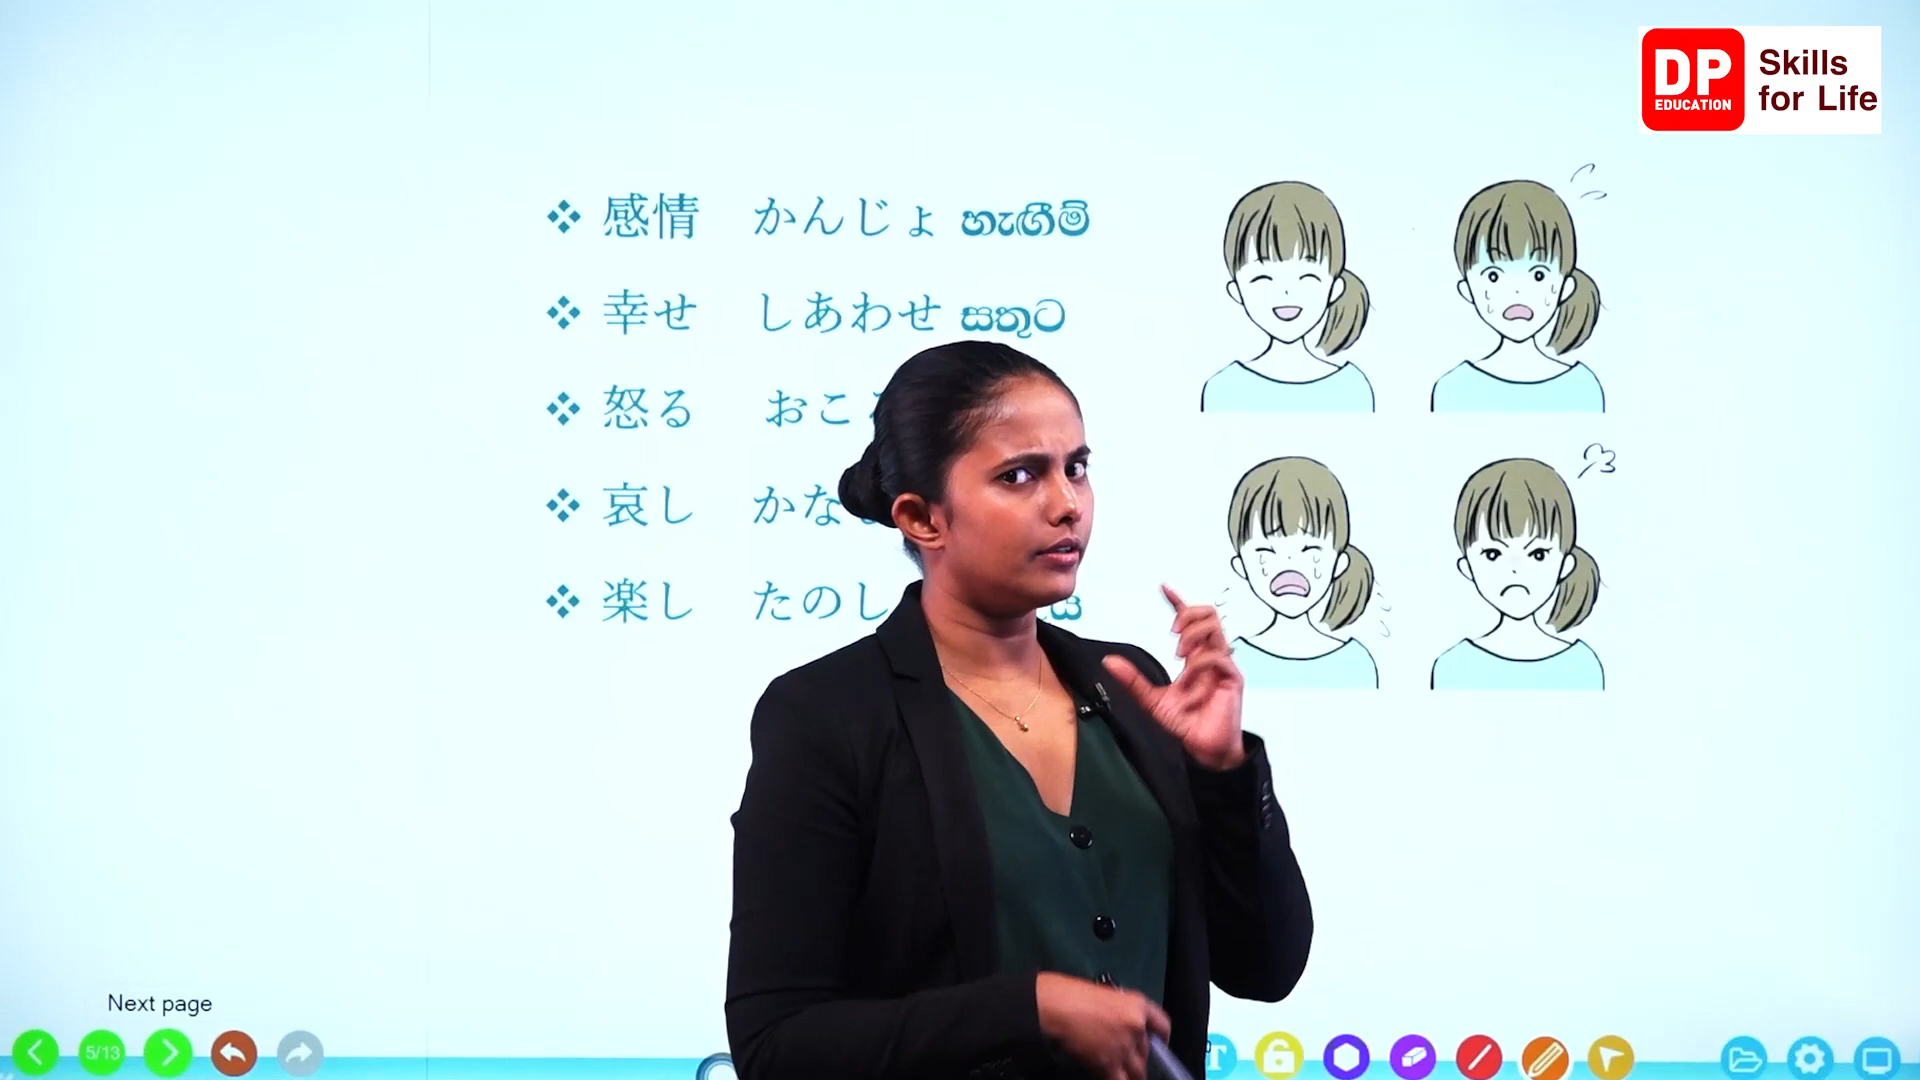 DP
EDUCATION
Skills
for Life
❖ 感情 かんじょ හැඟීම්
❖ 幸せ しあわせ සතුට
❖ 怒る おこ
❖ 哀し かな
❖ 楽し たのし
Next page
5/13
T